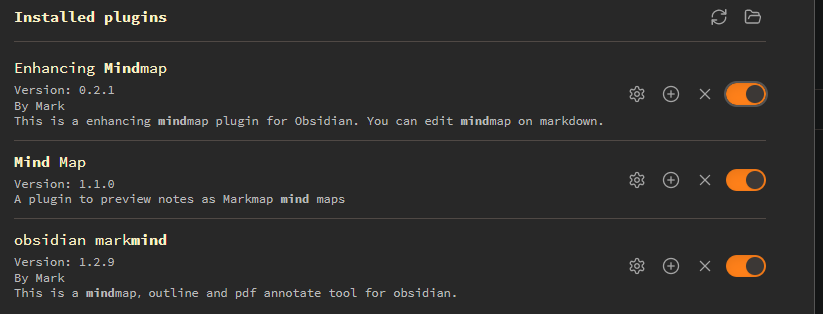 Installed plugins
Enhancing Mindmap
Version: 0.2.1
By Mark
This is a enhancing mindmap plugin for Obsidian. You can edit mindmap on markdown.
Mind Map
Version: 1.1.0
A plugin to preview notes as Markmap mind maps
obsidian markmind
Version: 1.2.9
By Mark
This is a mindmap, outline and pdf annotate tool for obsidian.